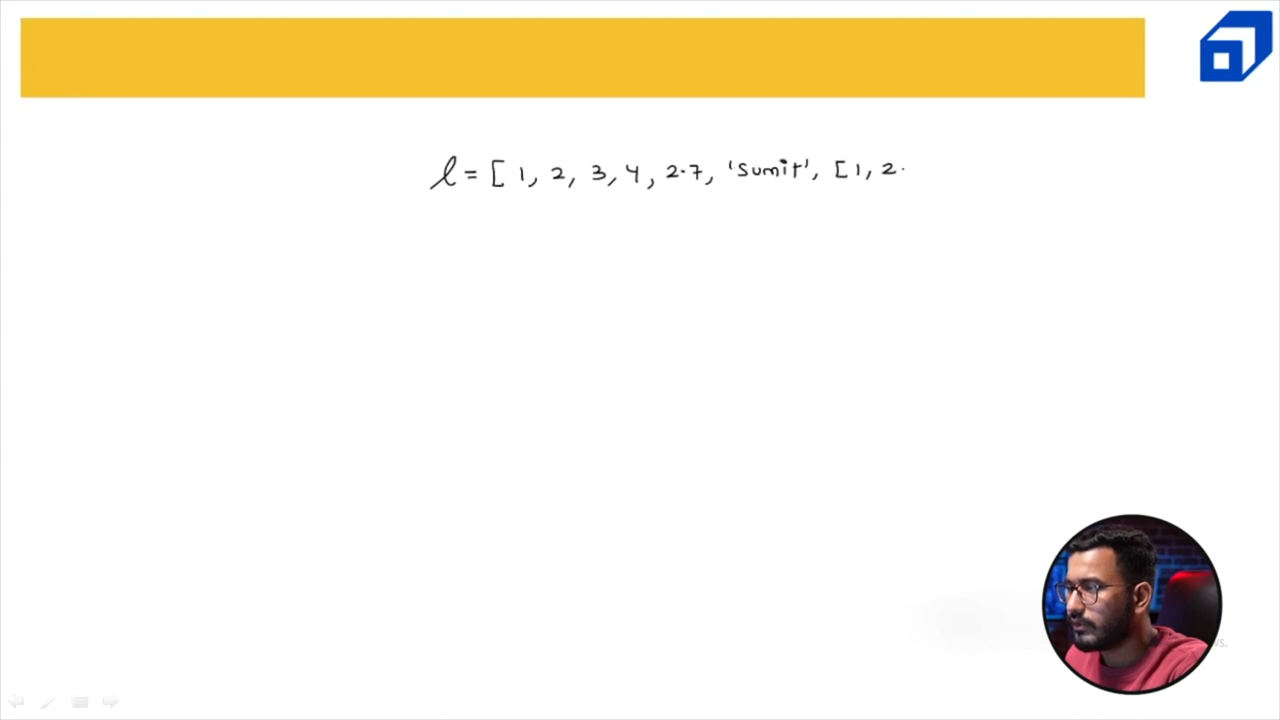 l = [ 1, 2, 3, 4, 2.7, 'Sumit', [ 1, 2.